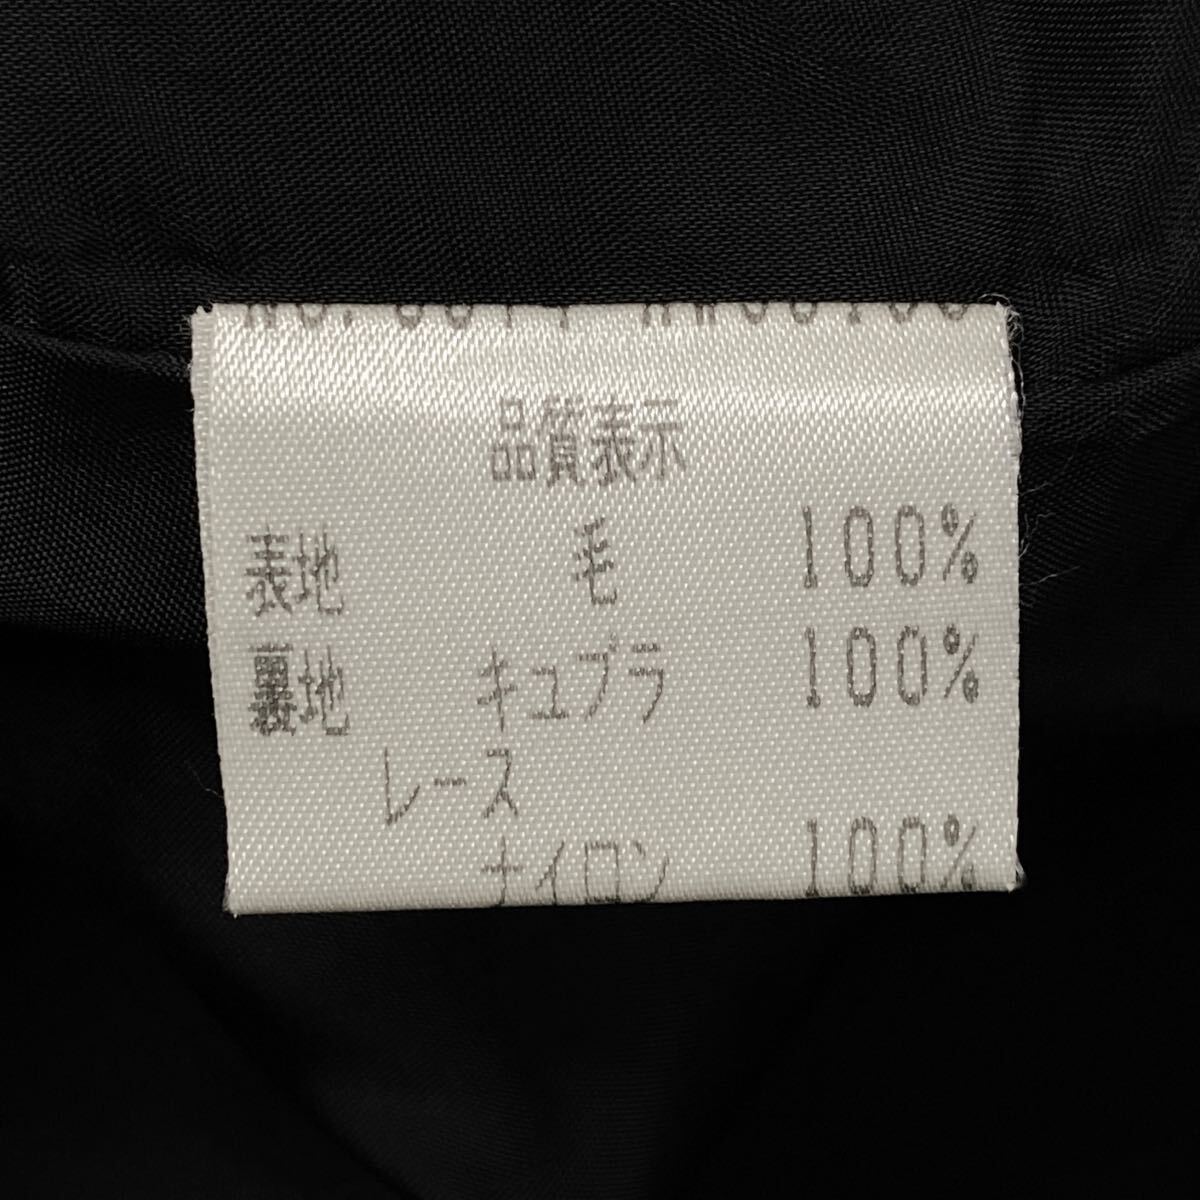 品質表示
表地 毛 100%
裏地 キュプラ 100%
レース
ナイロン 100%